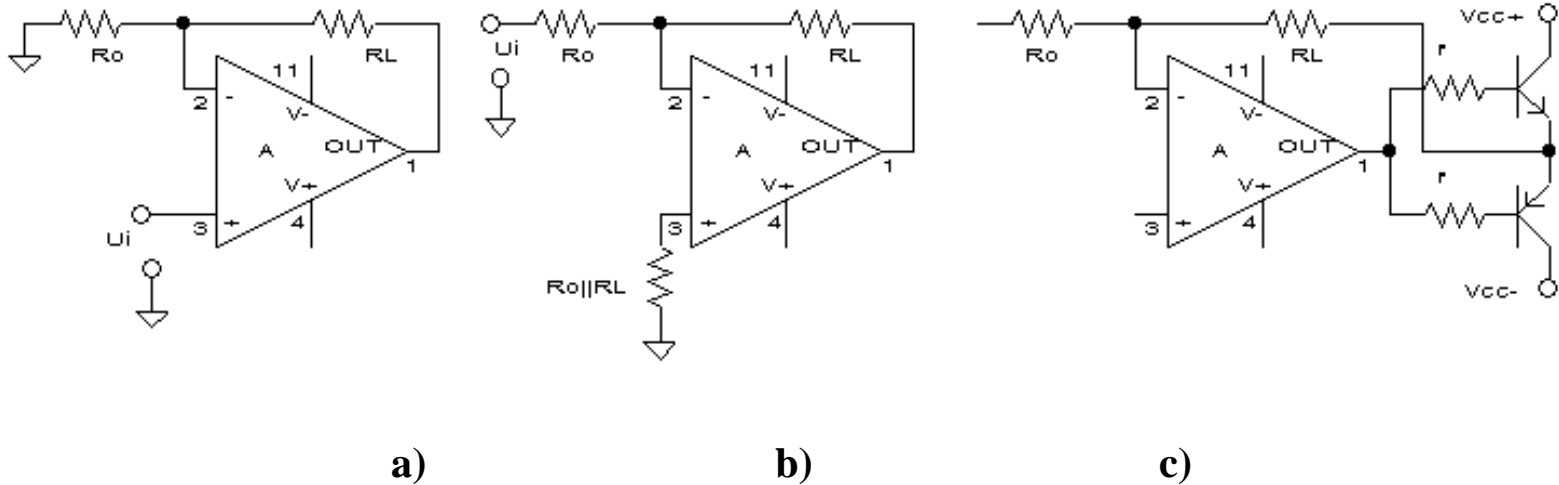 Ro
RL
11
2
-
V-
A
OUT
1
V+
3
+
4
Ui
Ui
Ro
RL
11
2
-
V-
A
OUT
1
V+
3
+
4
Ro||RL
Ro
RL
Vcc+
r
11
2
-
V-
A
OUT
1
r
V+
3
+
4
Vcc-
a)
b)
c)